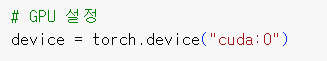 # GPU 설정
device = torch.device("cuda:0")